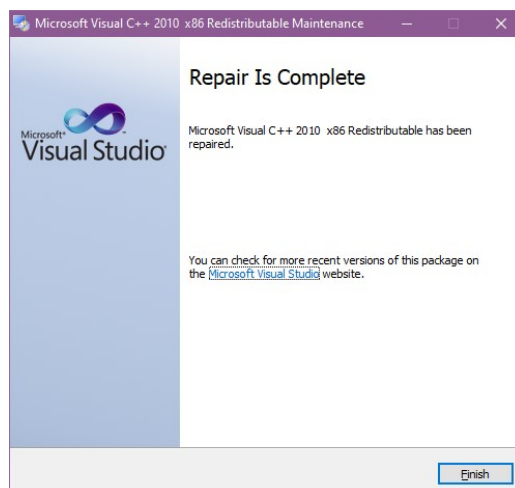 Microsoft Visual C++ 2010  x86 Redistributable Maintenance
Repair Is Complete
Microsoft Visual C++ 2010  x86 Redistributable has been
repaired.
Microsoft®
Visual Studio®
You can check for more recent versions of this package on
the Microsoft Visual Studio website.
Finish